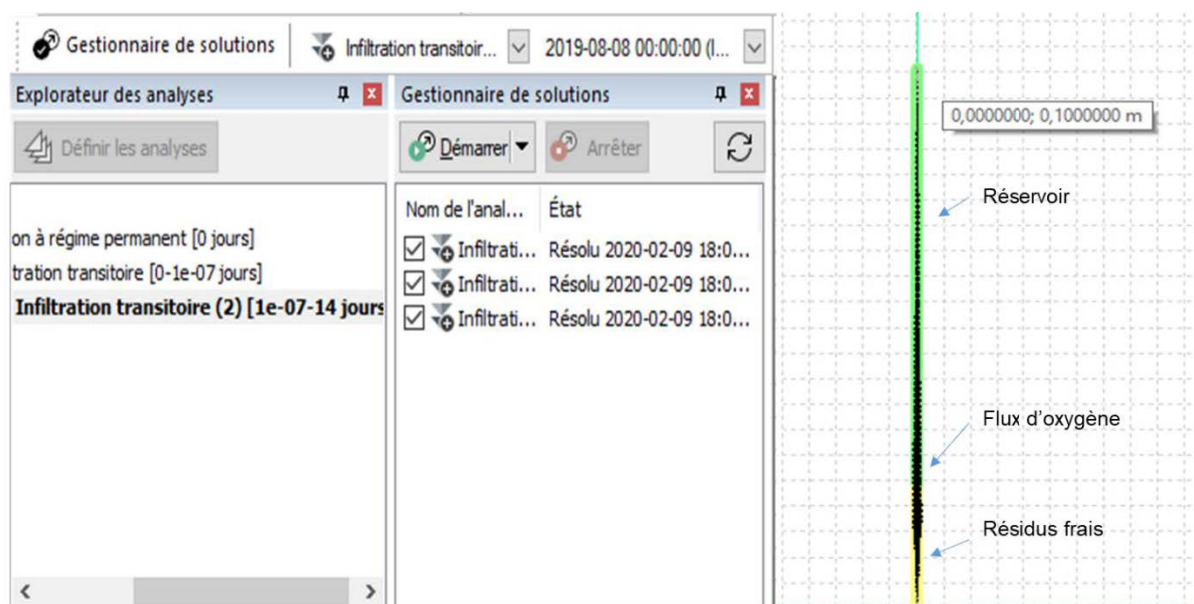 Gestionnaire de solutions
Infiltration transitoir...
2019-08-08 00:00:00 (I...
Explorateur des analyses
Définir les analyses
on à régime permanent [0 jours]
tration transitoire [0-1e-07 jours]
Infiltration transitoire (2) [1e-07-14 jours
Gestionnaire de solutions
Démarrer
Arrêter
Nom de l'anal... État
Infiltrati... Résolu 2020-02-09 18:0...
Infiltrati... Résolu 2020-02-09 18:0...
Infiltrati... Résolu 2020-02-09 18:0...
0,0000000; 0,1000000 m
Réservoir
Flux d'oxygène
Résidus frais